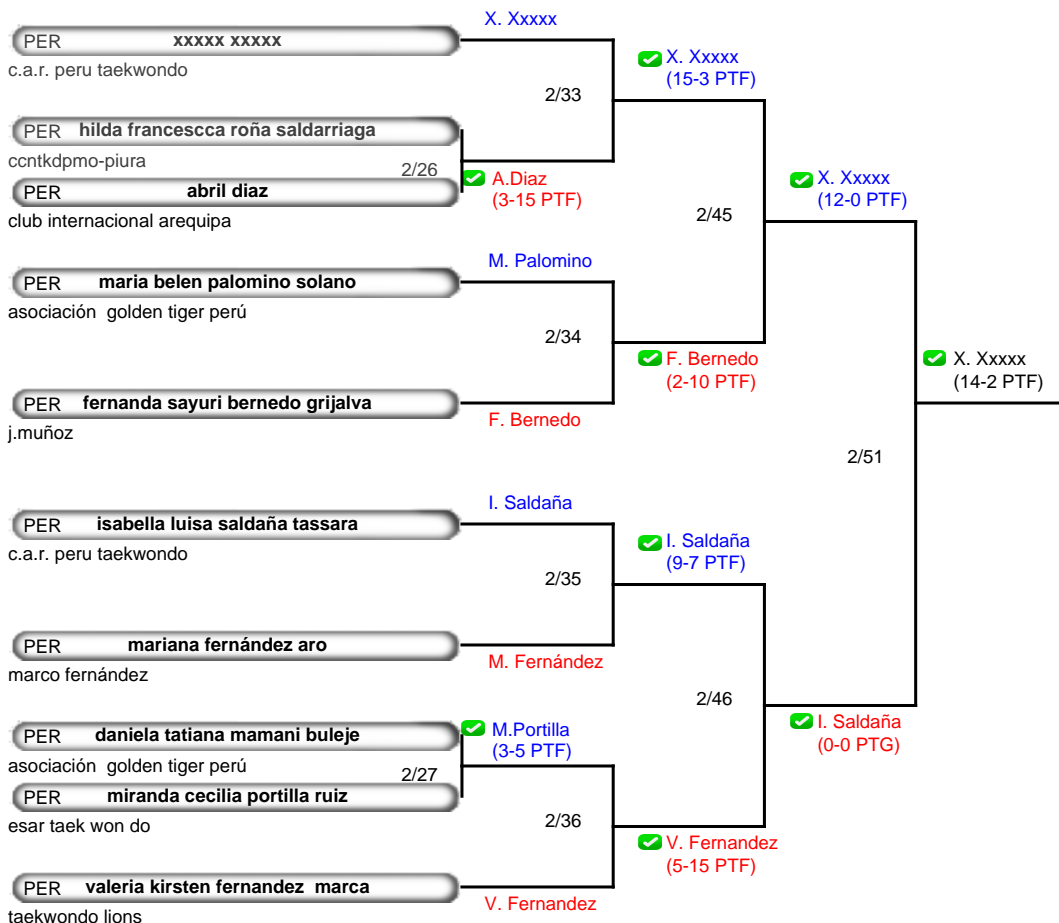 X. Xxxxx
PER xxxxx xxxxx
c.a.r. peru taekwondo
X. Xxxxx
(15-3 PTF)
2/33
PER hilda francescca roña saldarriaga
ccntkdpmo-piura
2/26
A.Diaz
(3-15 PTF)
PER abril diaz
club internacional arequipa
X. Xxxxx
(12-0 PTF)
2/45
M. Palomino
PER maria belen palomino solano
asociación  golden tiger perú
2/34
F. Bernedo
(2-10 PTF)
X. Xxxxx
(14-2 PTF)
PER fernanda sayuri bernedo grijalva
F. Bernedo
j.muñoz
2/51
I. Saldaña
PER isabella luisa saldaña tassara
c.a.r. peru taekwondo
I. Saldaña
(9-7 PTF)
2/35
PER mariana fernández aro
M. Fernández
marco fernández
2/46
I. Saldaña
(0-0 PTG)
PER daniela tatiana mamani buleje
M.Portilla
(3-5 PTF)
asociación  golden tiger perú
2/27
PER miranda cecilia portilla ruiz
esar taek won do
2/36
V. Fernandez
(5-15 PTF)
PER valeria kirsten fernandez  marca
V. Fernandez
taekwondo lions